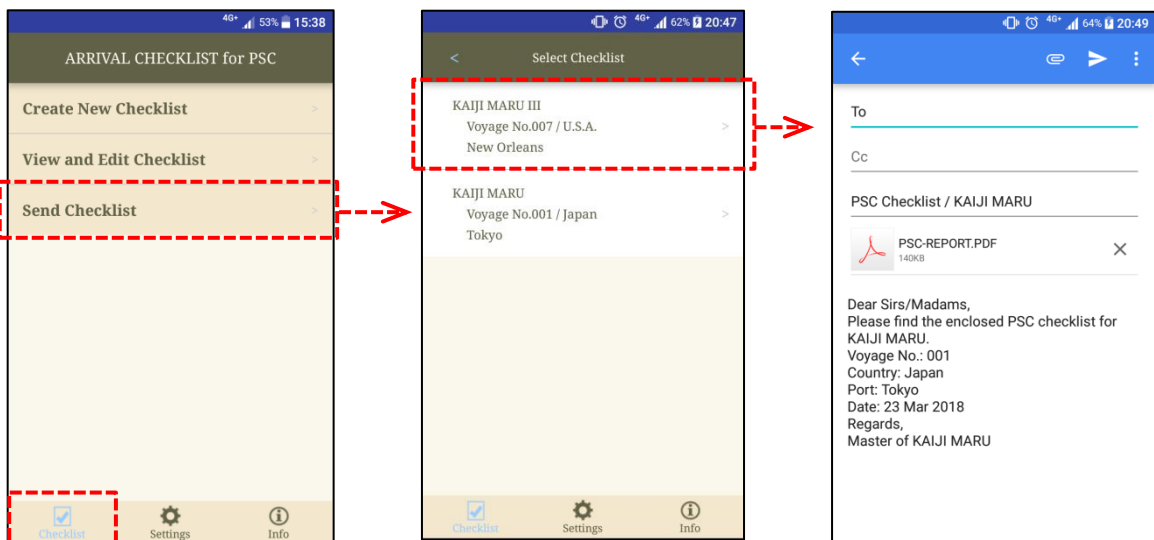 4G+ 53% 15:38
ARRIVAL CHECKLIST for PSC
Create New Checklist >
View and Edit Checklist >
Send Checklist >
Checklist Settings Info
4G+ 62% 20:47
< Select Checklist
KAIJI MARU III
Voyage No.007 / U.S.A. >
New Orleans
KAIJI MARU
Voyage No.001 / Japan >
Tokyo
Checklist Settings Info
4G+ 64% 20:49
To
Cc
PSC Checklist / KAIJI MARU
PSC-REPORT.PDF
140KB
Dear Sirs/Madams,
Please find the enclosed PSC checklist for
KAIJI MARU.
Voyage No.: 001
Country: Japan
Port: Tokyo
Date: 23 Mar 2018
Regards,
Master of KAIJI MARU